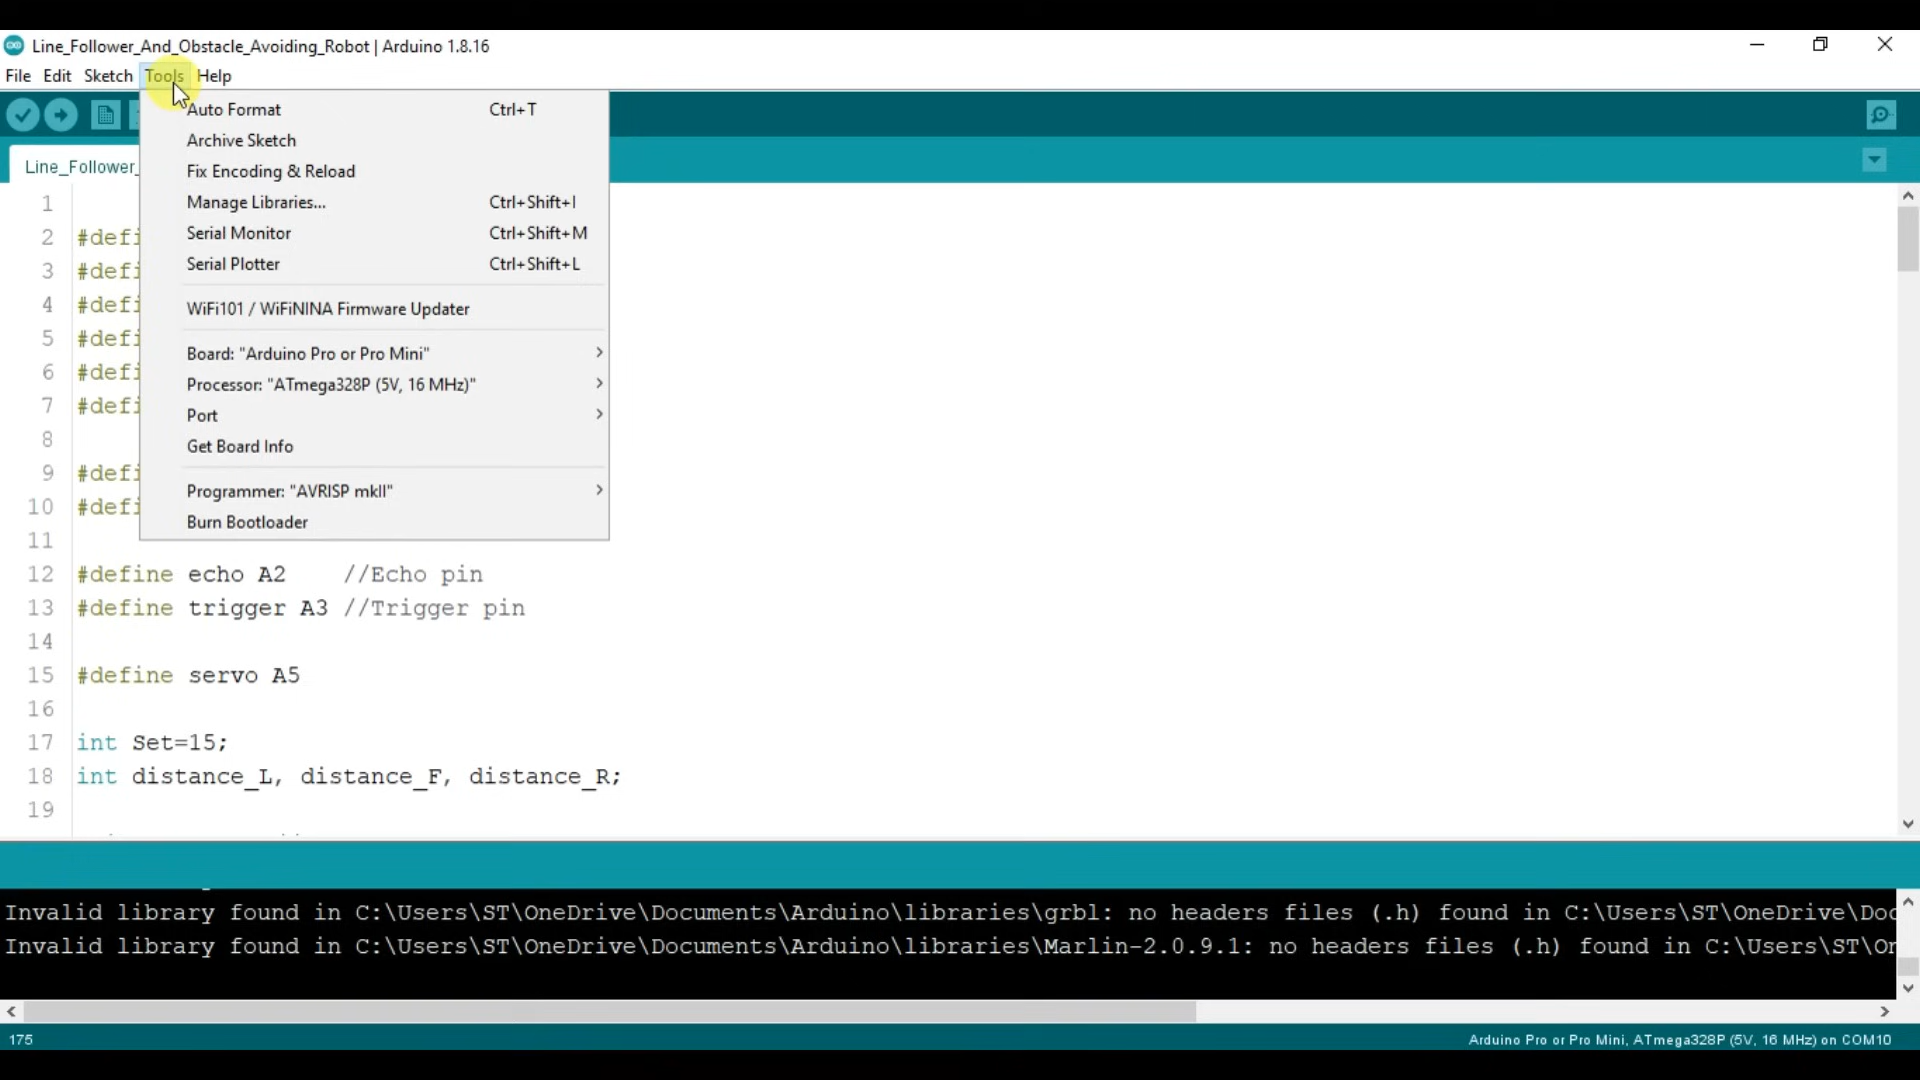 Line_Follower_And_Obstacle_Avoiding_Robot | Arduino 1.8.16
File Edit Sketch Tools Help
Auto Format Ctrl+T
Archive Sketch
Line_Follower_
Fix Encoding & Reload
Manage Libraries... Ctrl+Shift+I
Serial Monitor Ctrl+Shift+M
Serial Plotter Ctrl+Shift+L
WiFi101 / WiFiNINA Firmware Updater
Board: "Arduino Pro or Pro Mini"
Processor: "ATmega328P (5V, 16 MHz)"
Port
Get Board Info
Programmer: "AVRISP mkII"
Burn Bootloader
1
2 #defi
3 #defi
4 #defi
5 #defi
6 #defi
7 #defi
8
9 #defi
10 #defi
11
12 #define echo A2 //Echo pin
13 #define trigger A3 //Trigger pin
14
15 #define servo A5
16
17 int Set=15;
18 int distance_L, distance_F, distance_R;
19
Invalid library found in C:\Users\ST\OneDrive\Documents\Arduino\libraries\grbl: no headers files (.h) found in C:\Users\ST\OneDrive\Doc
Invalid library found in C:\Users\ST\OneDrive\Documents\Arduino\libraries\Marlin-2.0.9.1: no headers files (.h) found in C:\Users\ST\On
175 Arduino Pro or Pro Mini, ATmega328P (5V, 16 MHz) on COM10